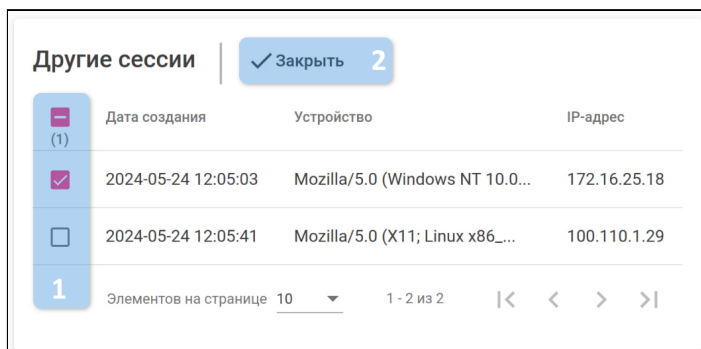 Другие сессии Закрыть 2
(1) Дата создания Устройство IP-адрес
2024-05-24 12:05:03 Mozilla/5.0 (Windows NT 10.0... 172.16.25.18
2024-05-24 12:05:41 Mozilla/5.0 (X11; Linux x86_... 100.110.1.29
1 Элементов на странице 10 1 - 2 из 2